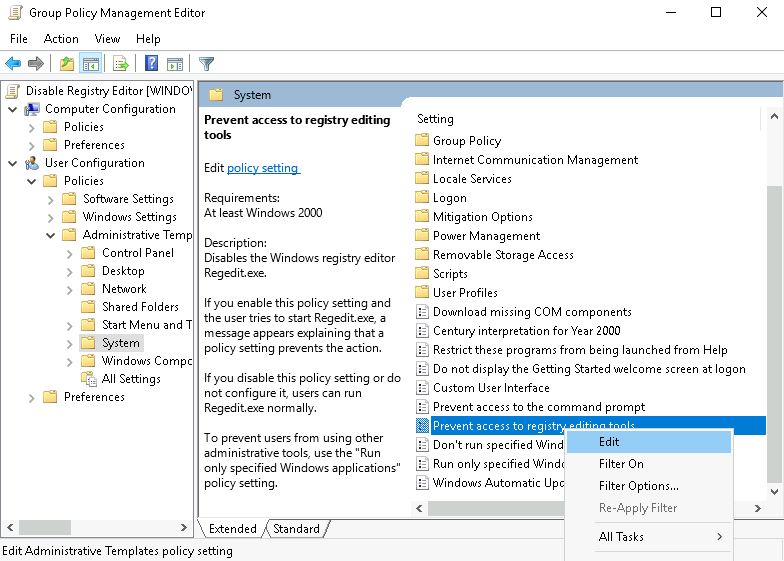 Group Policy Management Editor
File Action View Help
Disable Registry Editor [WINDOV
Computer Configuration
Policies
Preferences
User Configuration
Policies
Software Settings
Windows Settings
Administrative Temp
Control Panel
Desktop
Network
Shared Folders
Start Menu and T
System
Windows Compo
All Settings
Preferences
System
Prevent access to registry editing
tools
Edit policy setting
Requirements:
At least Windows 2000
Description:
Disables the Windows registry editor
Regedit.exe.
If you enable this policy setting and
the user tries to start Regedit.exe, a
message appears explaining that a
policy setting prevents the action.
If you disable this policy setting or do
not configure it, users can run
Regedit.exe normally.
To prevent users from using other
administrative tools, use the "Run
only specified Windows applications"
policy setting.
Setting
Group Policy
Internet Communication Management
Locale Services
Logon
Mitigation Options
Power Management
Removable Storage Access
Scripts
User Profiles
Download missing COM components
Century interpretation for Year 2000
Restrict these programs from being launched from Help
Do not display the Getting Started welcome screen at logon
Custom User Interface
Prevent access to the command prompt
Prevent access to registry editing tools
Don't run specified Wind
Run only specified Windo
Windows Automatic Upd
Edit
Filter On
Filter Options...
Re-Apply Filter
All Tasks
Extended Standard
Edit Administrative Templates policy setting